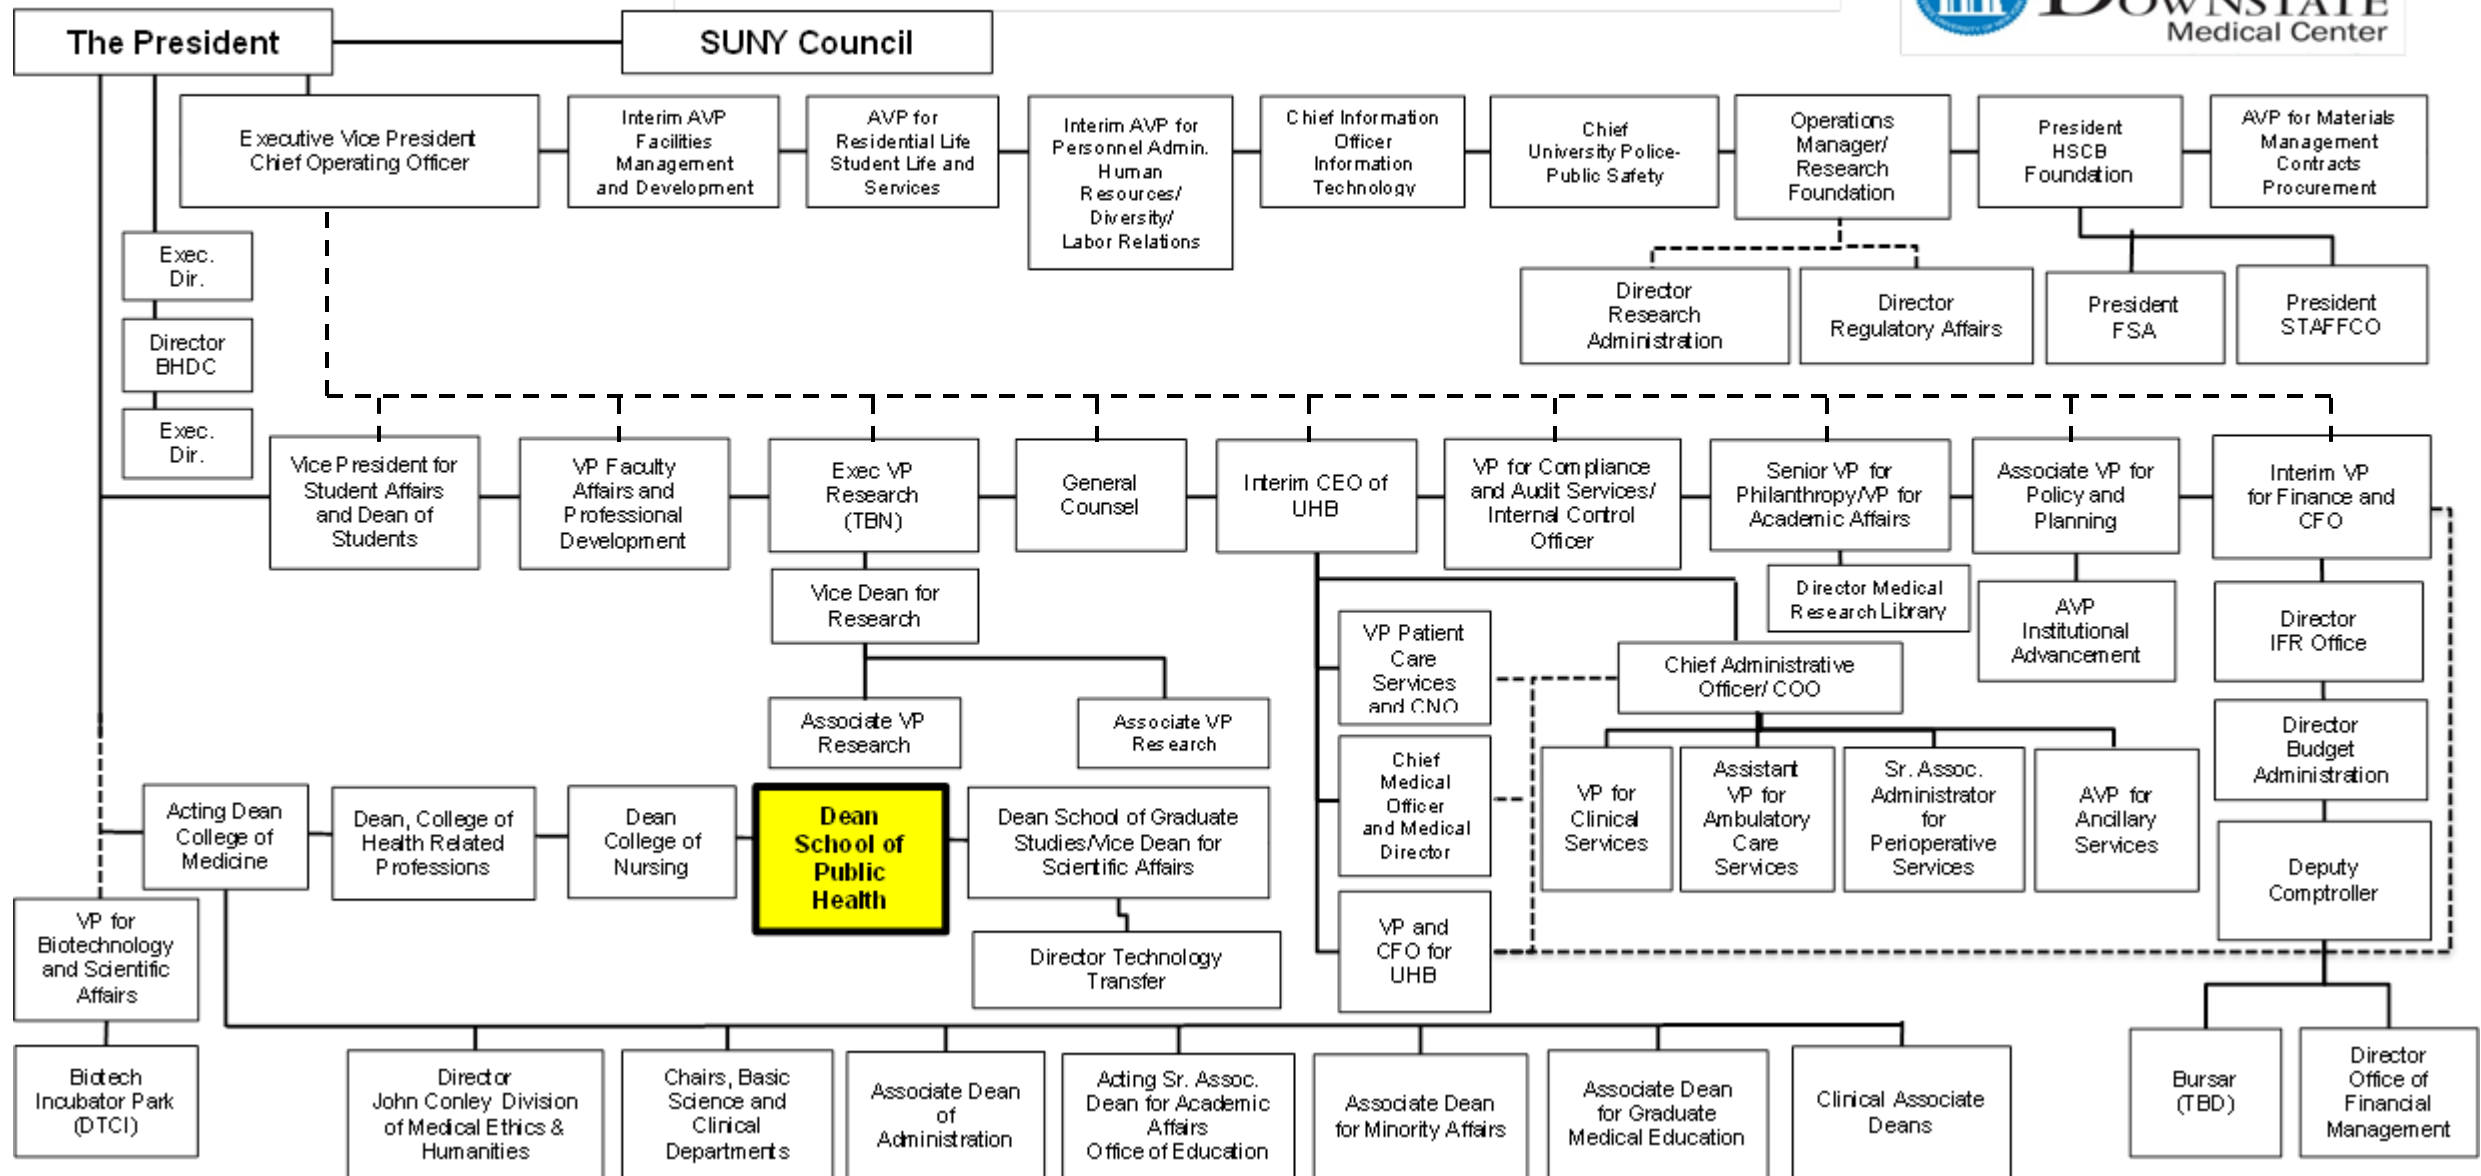 DOWNSTATE
Medical Center
The President
SUNY Council
Executive Vice President
Chief Operating Officer
Interim AVP
Facilities
Management
and Development
AVP for
Residential Life
Student Life and
Services
Interim AVP for
Personnel Admin.
Human
Resources/
Diversity/
Labor Relations
Chief Information
Officer
Information
Technology
Chief
University Police-
Public Safety
Operations
Manager/
Research
Foundation
President
HSCB
Foundation
AVP for Materials
Management
Contracts
Procurement
Exec.
Dir.
Director
BHDC
Exec.
Dir.
Director
Research
Administration
Director
Regulatory Affairs
President
FSA
President
STAFFCO
Vice President for
Student Affairs
and Dean of
Students
VP Faculty
Affairs and
Professional
Development
Exec VP
Research
(TBN)
General
Counsel
Interim CEO of
UHB
VP for Compliance
and Audit Services/
Internal Control
Officer
Senior VP for
Philanthropy/VP for
Academic Affairs
Associate VP for
Policy and
Planning
Interim VP
for Finance and
CFO
Vice Dean for
Research
Director Medical
Research Library
AVP
Institutional
Advancement
Director
IFR Office
VP Patient
Care
Services
and CNO
Chief Administrative
Officer/ COO
Associate VP
Research
Associate VP
Research
Director
Budget
Administration
Chief
Medical
Officer
and Medical
Director
VP for
Clinical
Services
Assistant
VP for
Ambulatory
Care
Services
Sr. Assoc.
Administrator
for
Perioperative
Services
AVP for
Ancillary
Services
Acting Dean
College of
Medicine
Dean, College of
Health Related
Professions
Dean
College of
Nursing
Dean
School of
Public
Health
Dean School of Graduate
Studies/Vice Dean for
Scientific Affairs
Deputy
Comptroller
VP for
Biotechnology
and Scientific
Affairs
Director Technology
Transfer
VP and
CFO for
UHB
Biotech
Incubator Park
(DTCI)
Director
John Conley Division
of Medical Ethics &
Humanities
Chairs, Basic
Science and
Clinical
Departments
Associate Dean
of
Administration
Acting Sr. Assoc.
Dean for Academic
Affairs
Office of Education
Associate Dean
for Minority Affairs
Associate Dean
for Graduate
Medical Education
Clinical Associate
Deans
Bursar
(TBD)
Director
Office of
Financial
Management